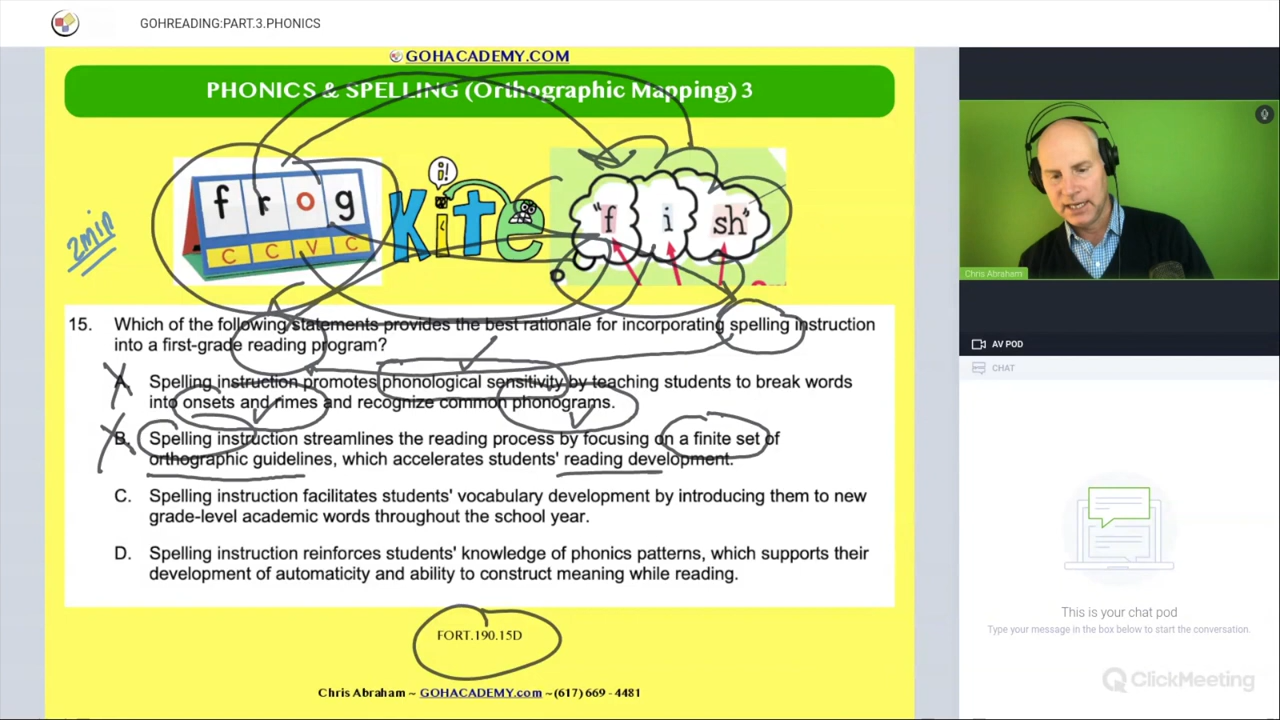 GOHREADING:PART.3.PHONICS
GOHACADEMY.COM
PHONICS & SPELLING (Orthographic Mapping) 3
2min
f r o g
C C V C
i!
Kite
"f i sh"
15. Which of the following statements provides the best rationale for incorporating spelling instruction
into a first-grade reading program?
A. Spelling instruction promotes phonological sensitivity by teaching students to break words
into onsets and rimes and recognize common phonograms.
B. Spelling instruction streamlines the reading process by focusing on a finite set of
orthographic guidelines, which accelerates students' reading development.
C. Spelling instruction facilitates students' vocabulary development by introducing them to new
grade-level academic words throughout the school year.
D. Spelling instruction reinforces students' knowledge of phonics patterns, which supports their
development of automaticity and ability to construct meaning while reading.
FORT.190.15D
Chris Abraham ~ GOHACADEMY.com ~ (617) 669 - 4481
Chris Abraham
AV POD
CHAT
This is your chat pod
Type your message in the box below to start the conversation.
ClickMeeting